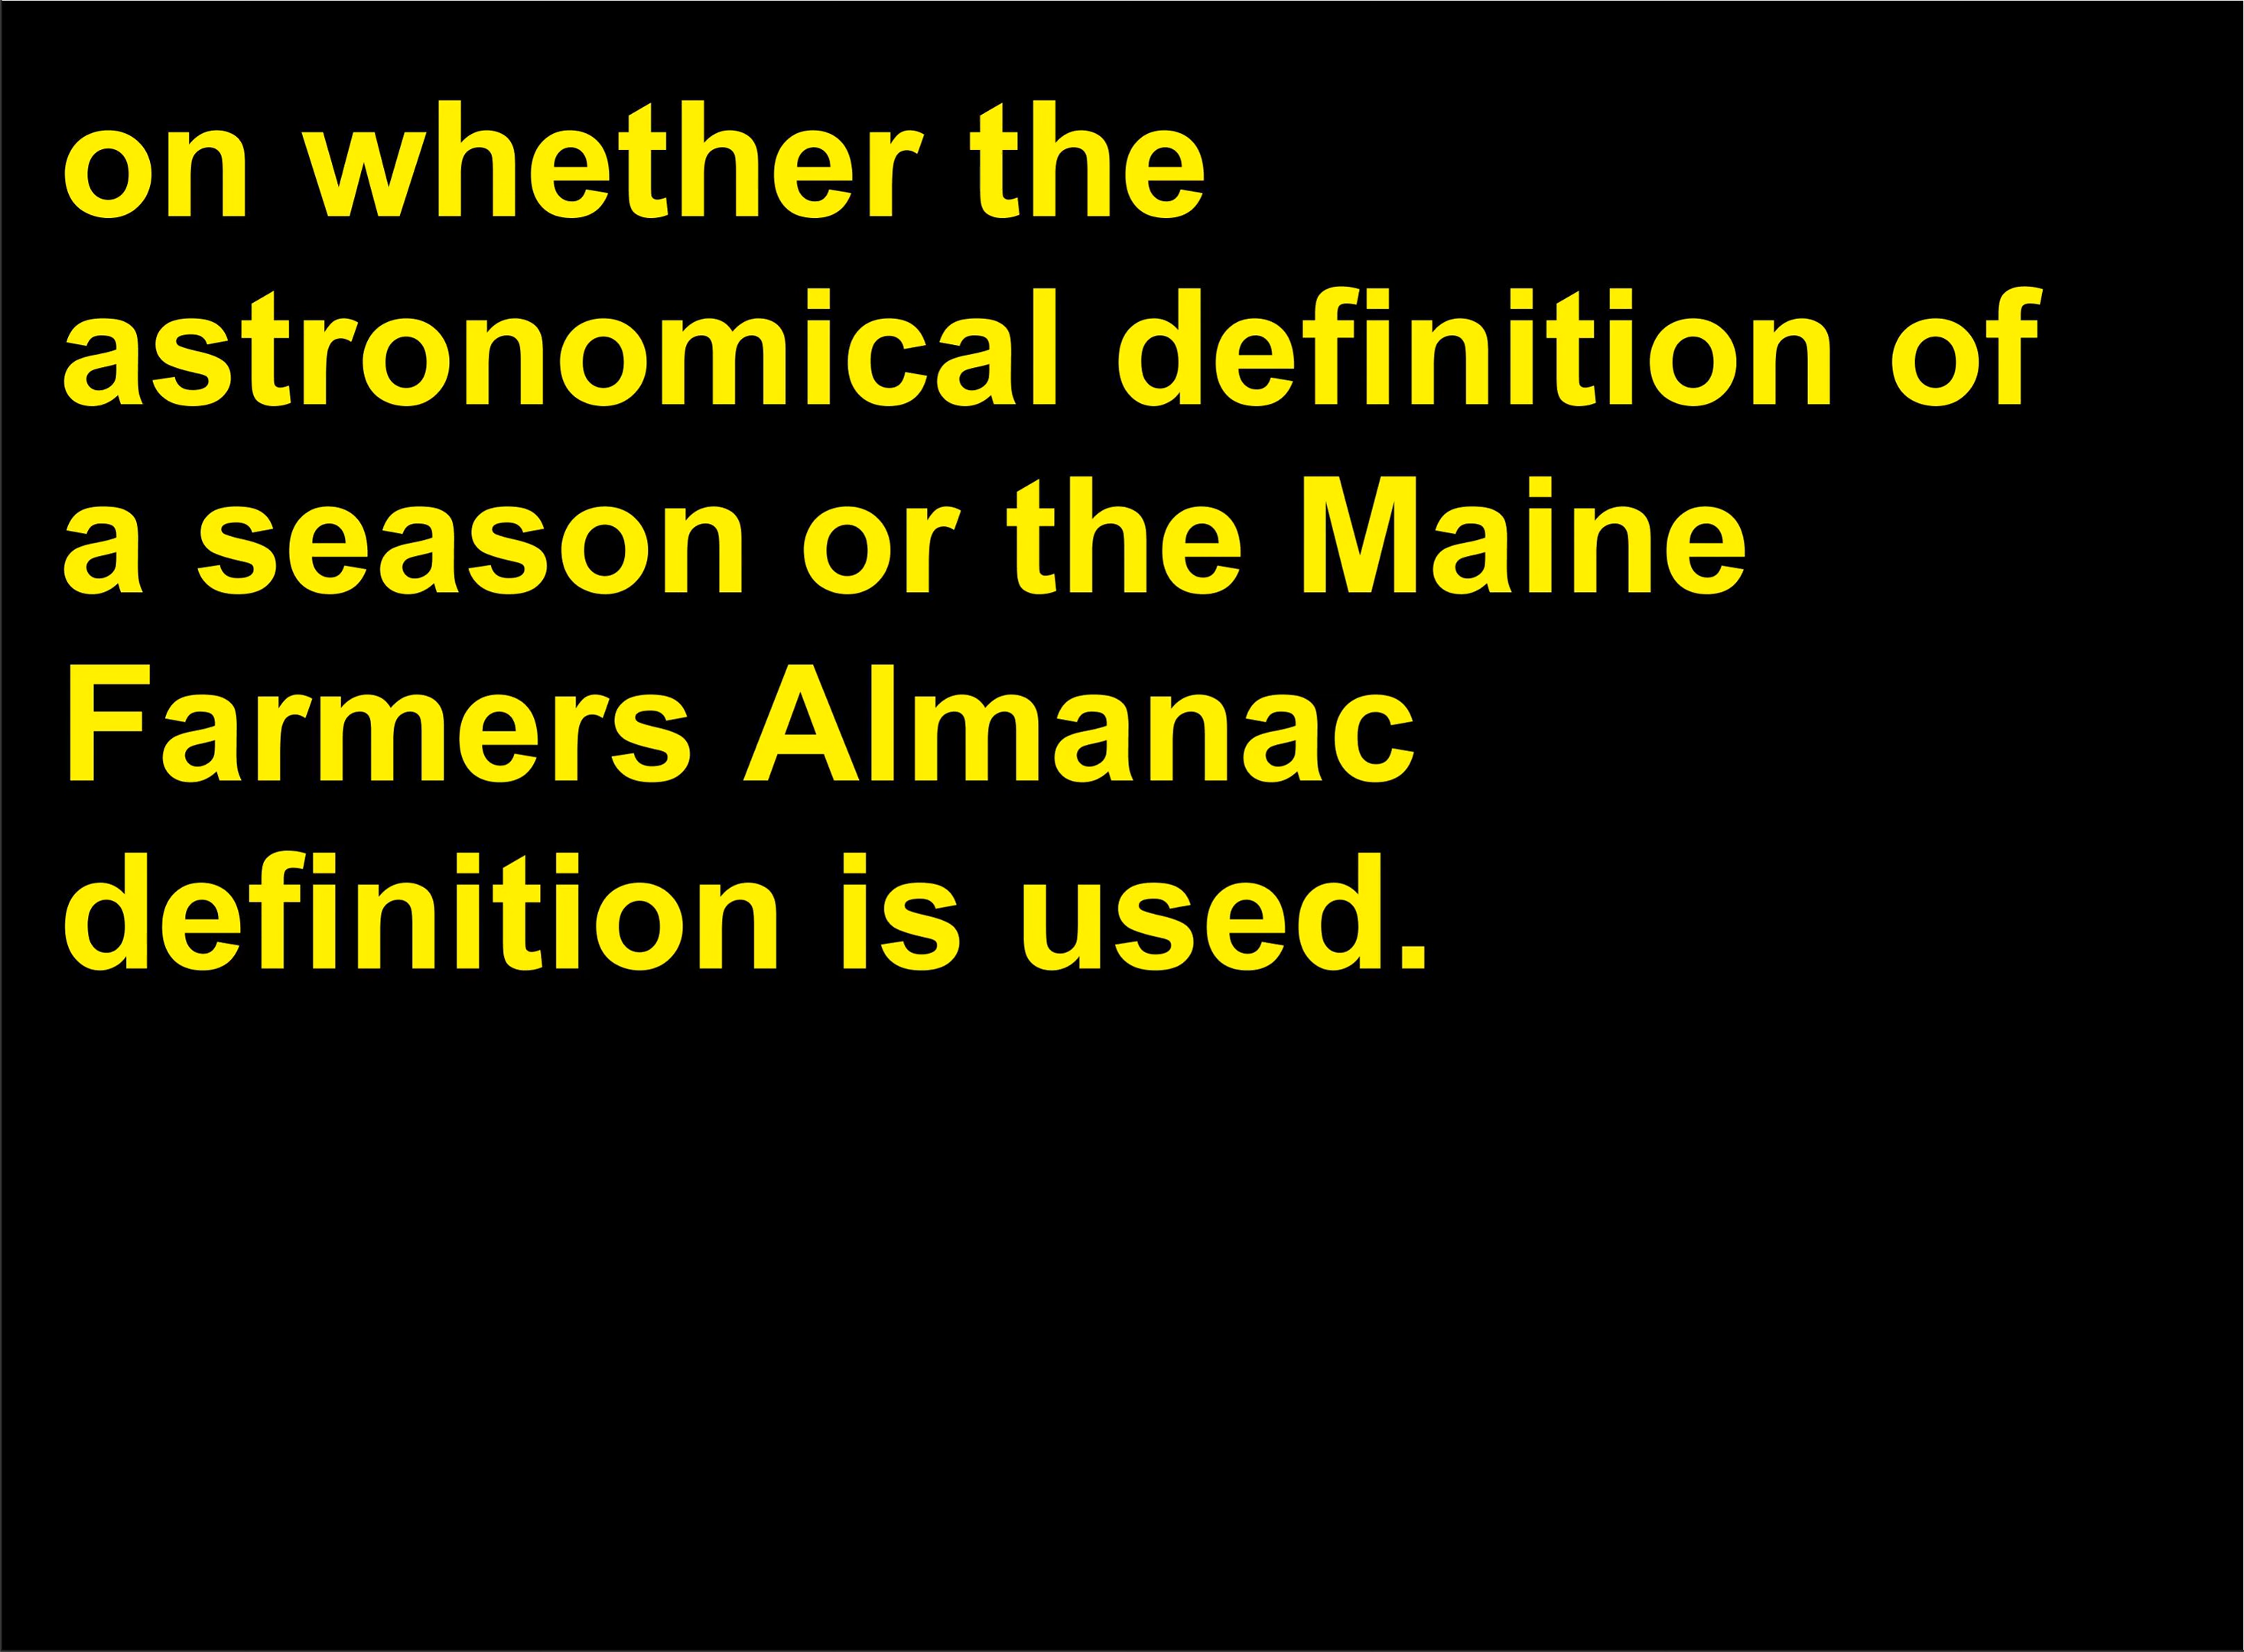 on whether the
astronomical definition of
a season or the Maine
Farmers Almanac
definition is used.